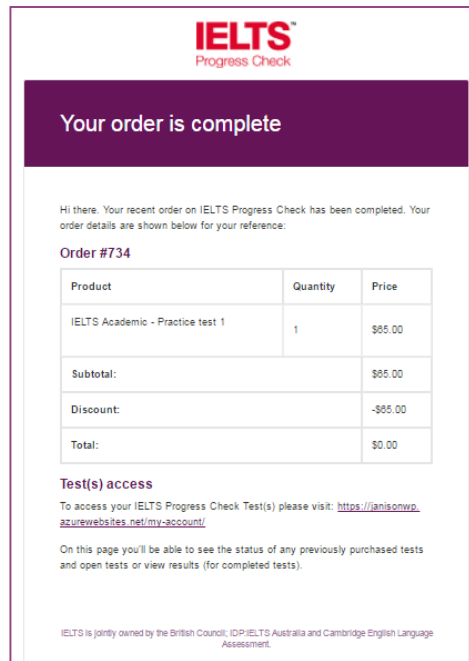 IELTS™
Progress Check
Your order is complete
Hi there. Your recent order on IELTS Progress Check has been completed. Your
order details are shown below for your reference:
Order #734
Product Quantity Price
IELTS Academic - Practice test 1 1 $65.00
Subtotal: $65.00
Discount: -$65.00
Total: $0.00
Test(s) access
To access your IELTS Progress Check Test(s) please visit: https://janisonwp.
azurewebsites.net/my-account/
On this page you'll be able to see the status of any previously purchased tests
and open tests or view results (for completed tests).
IELTS is jointly owned by the British Council; IDP:IELTS Australia and Cambridge English Language
Assessment.